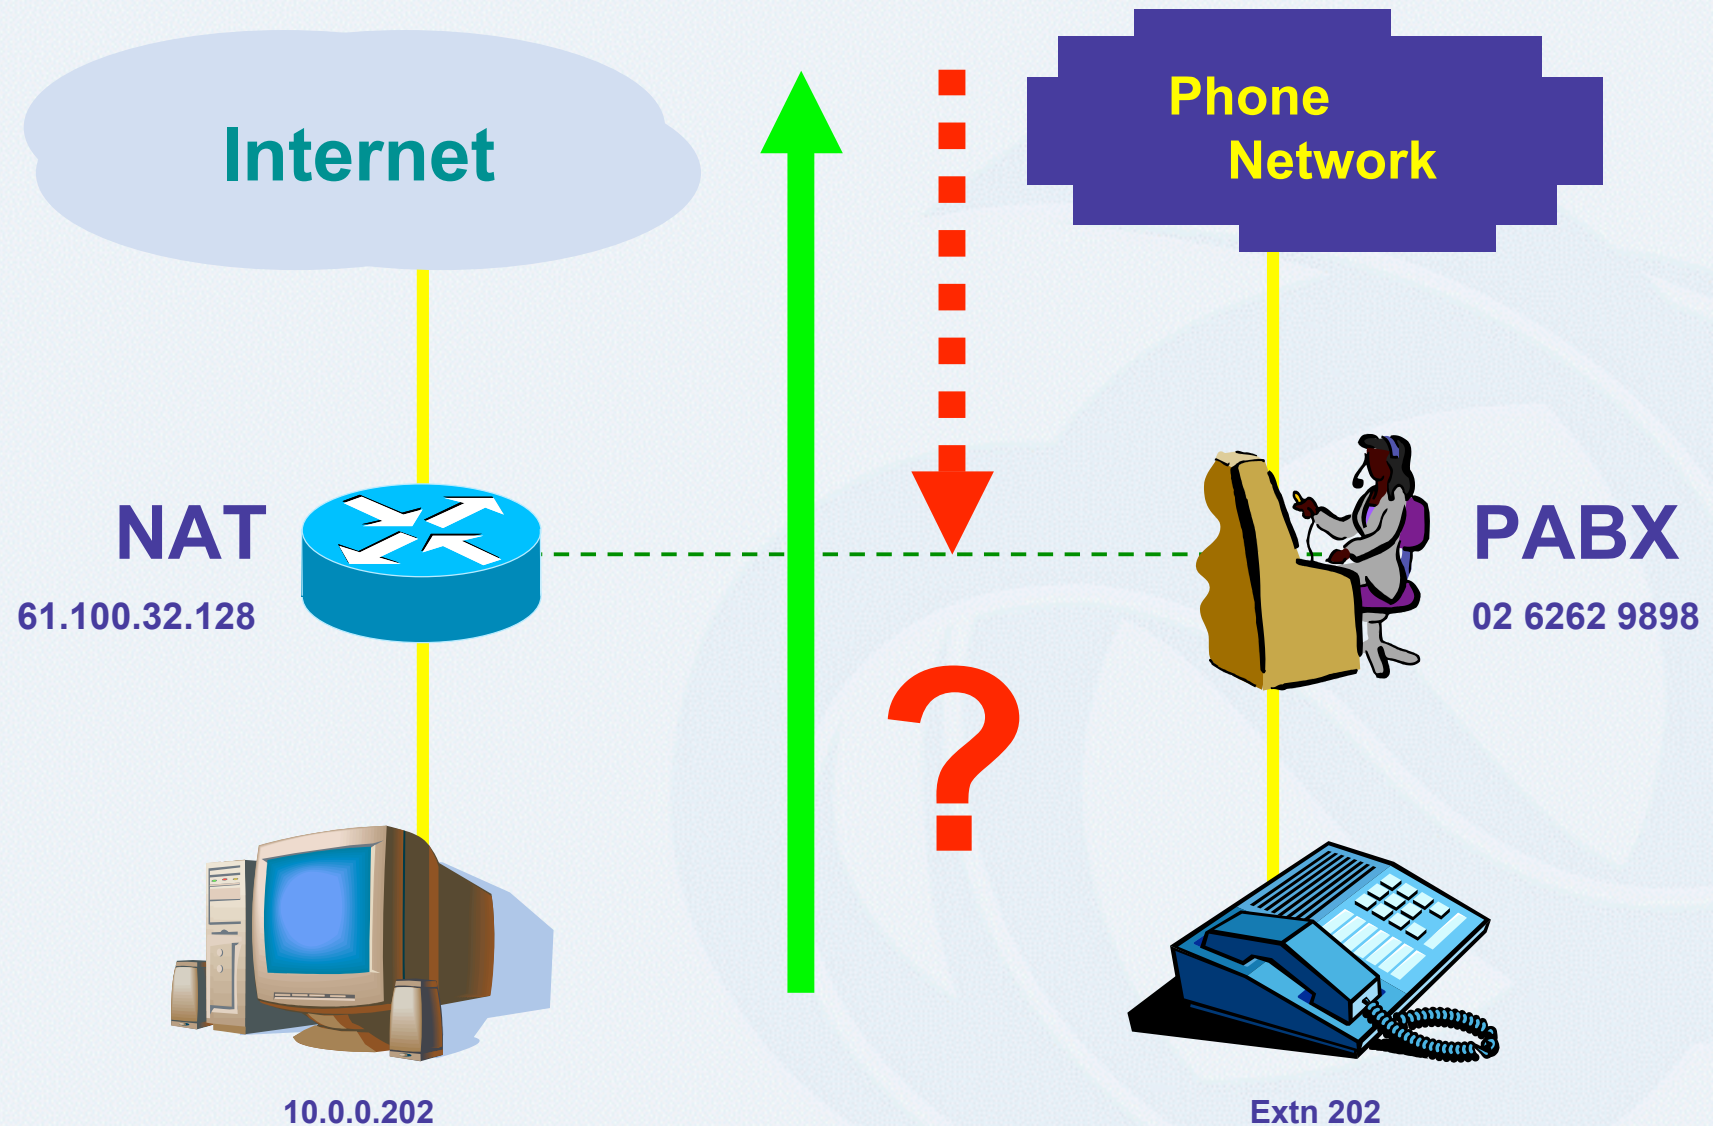 Internet
Phone
Network
NAT
61.100.32.128
?
PABX
02 6262 9898
10.0.0.202
Extn 202